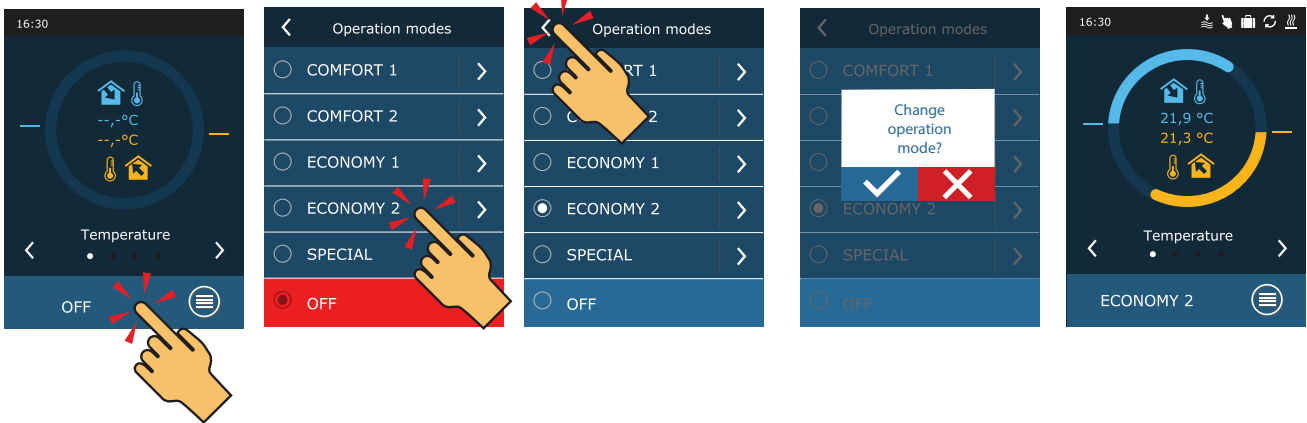 16:30
--,-°C
--,-°C
Temperature
OFF
Operation modes
COMFORT 1
COMFORT 2
ECONOMY 1
ECONOMY 2
SPECIAL
OFF
Operation modes
RT 1
C 2
ECONOMY 1
ECONOMY 2
SPECIAL
OFF
Operation modes
COMFORT 1
Change
operation
mode?
ECONOMY 2
SPECIAL
OFF
16:30
21,9 °C
21,3 °C
Temperature
ECONOMY 2